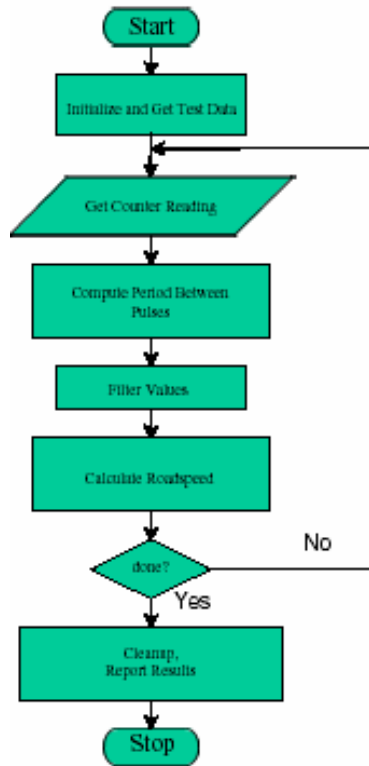 Start
Initialize and Get Test Data
Get Counter Reading
Compute Period Between
Pulses
Filter Values
Calculate Roadspeed
done?
No
Yes
Cleanup,
Report Results
Stop